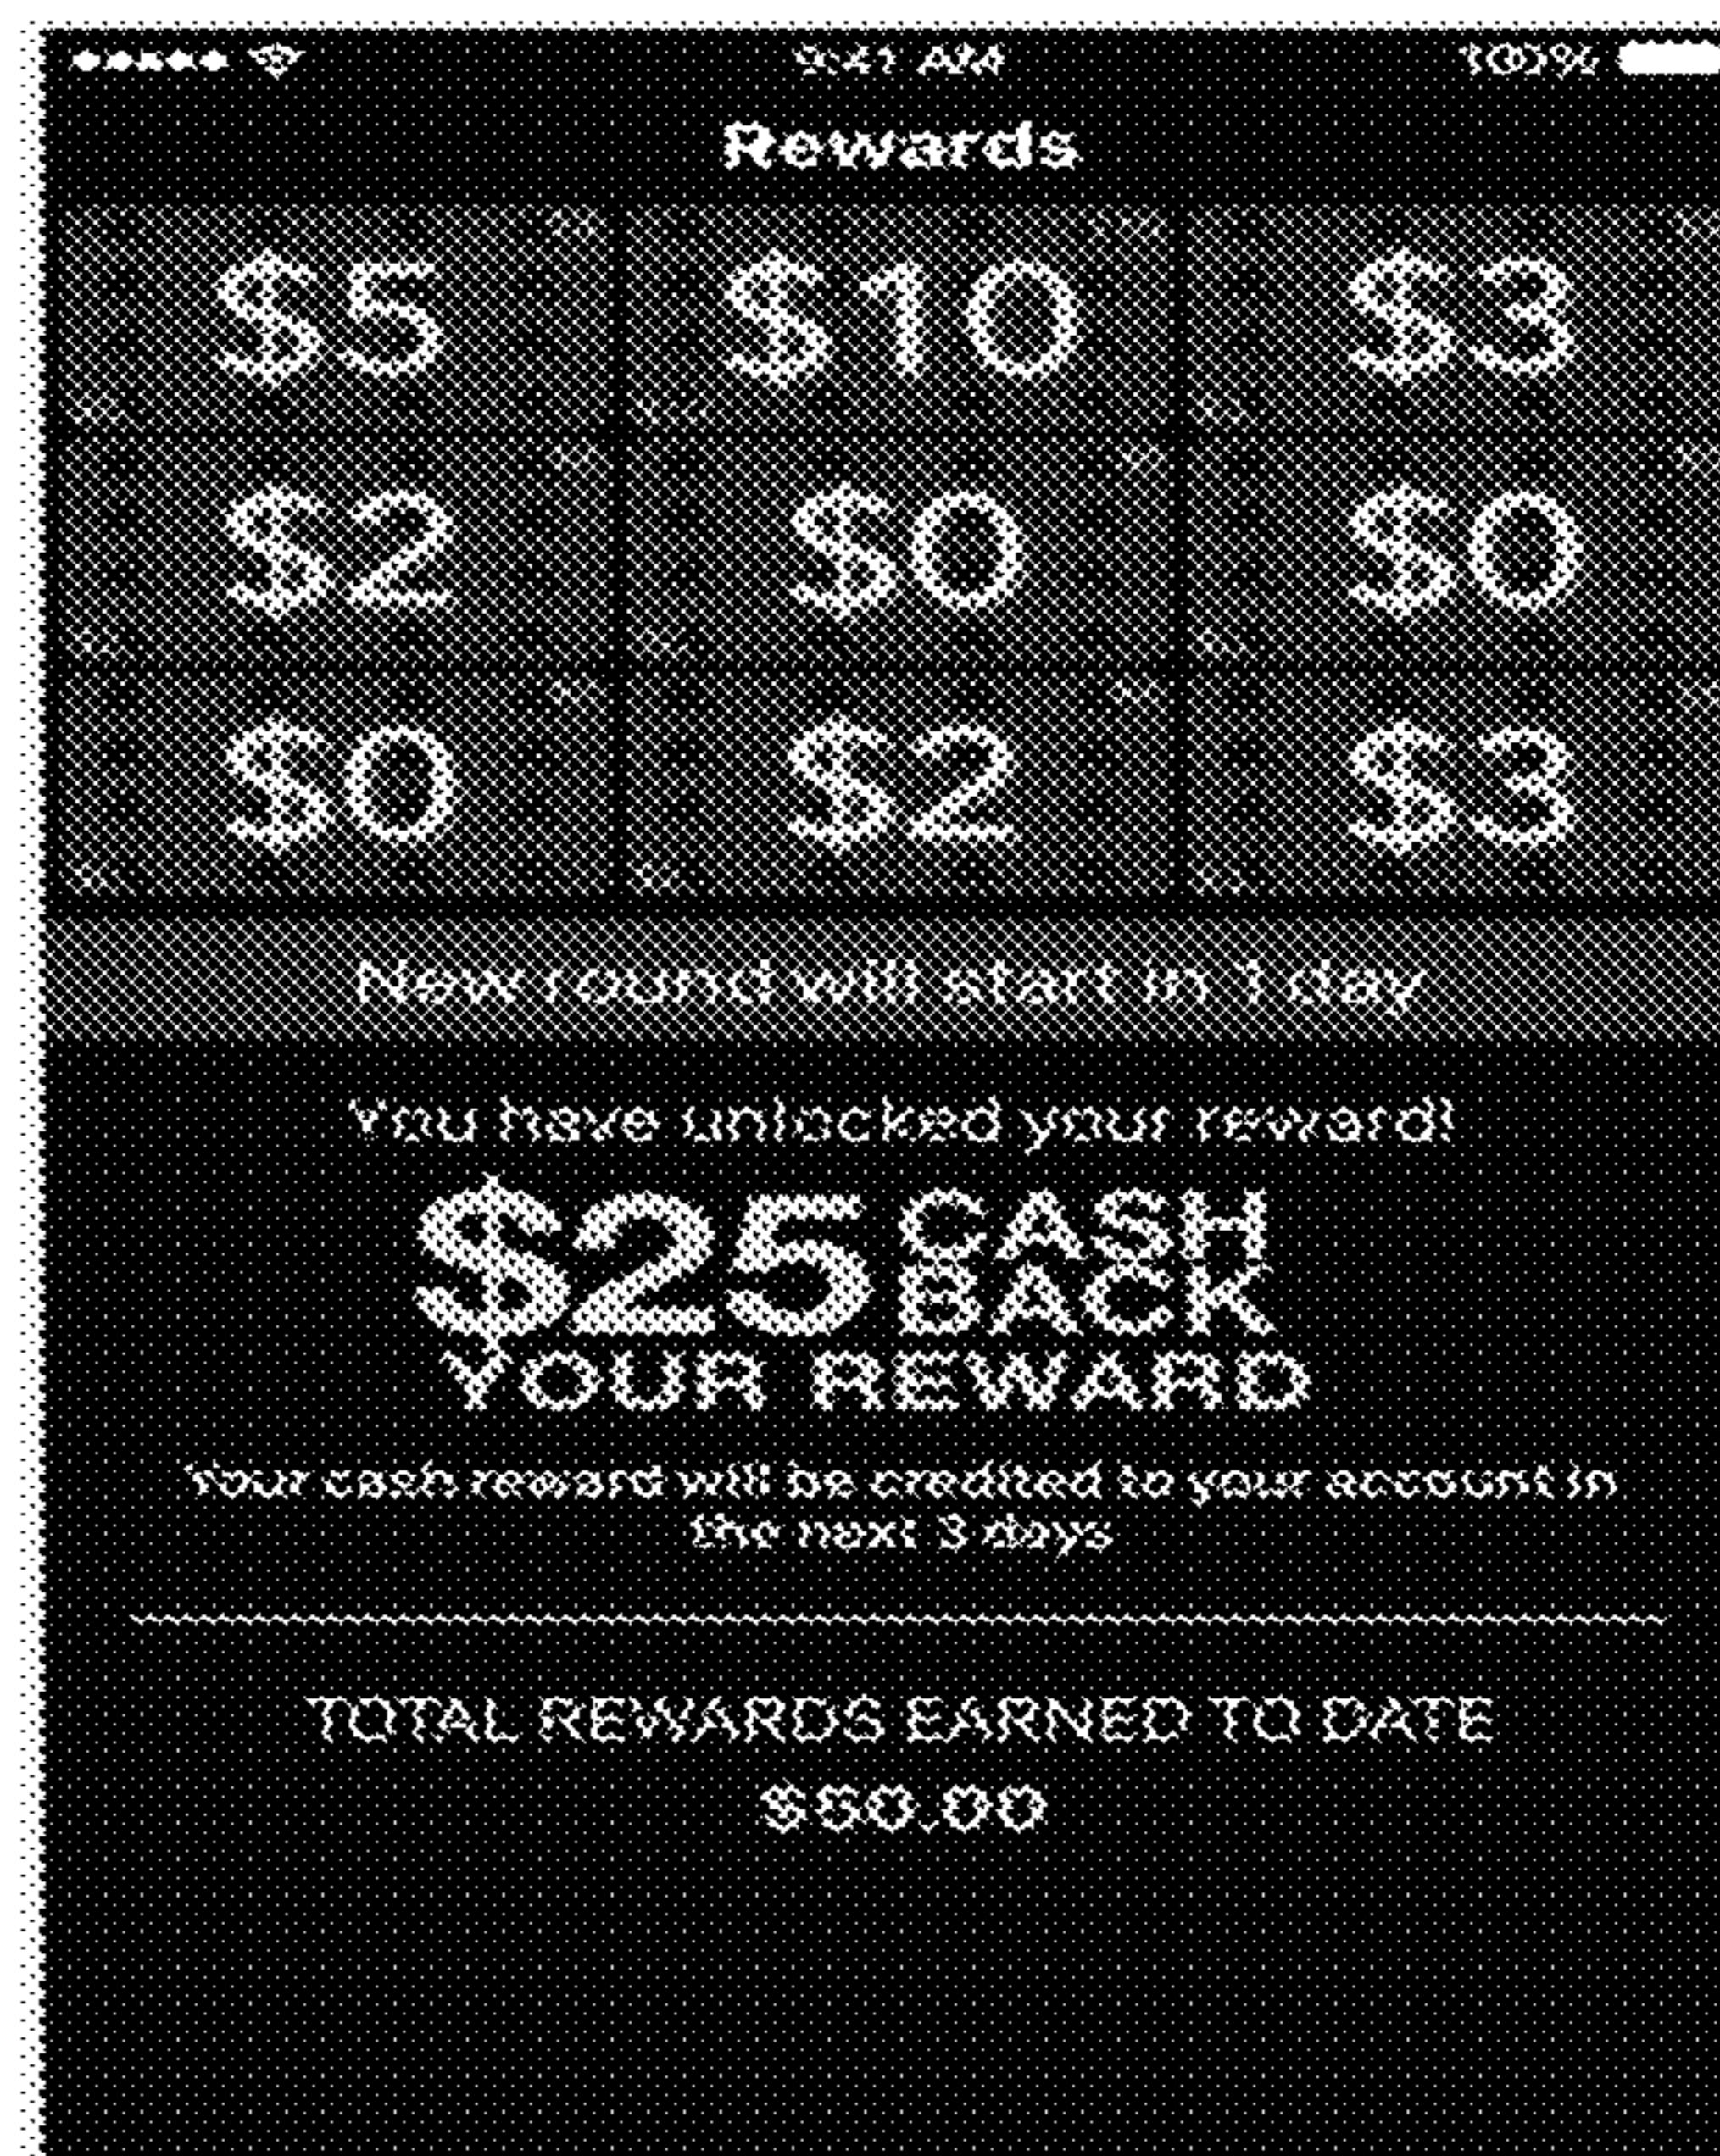 9:41 AM 100%
Rewards
$5 $10 $3
$2 $0 $0
$0 $2 $3
New round will start in 1 day
You have unlocked your reward!
$25 CASH
BACK
YOUR REWARD
Your cash reward will be credited to your account in
the next 3 days
TOTAL REWARDS EARNED TO DATE
$50.00